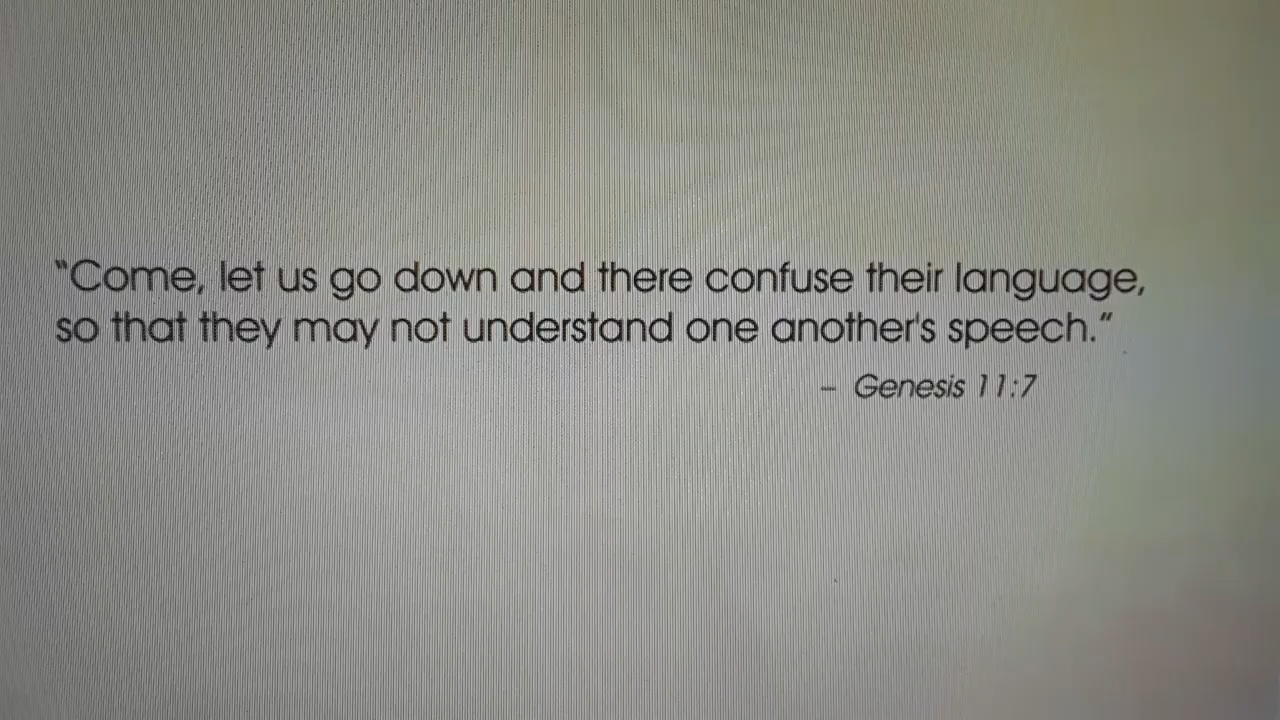 "Come, let us go down and there confuse their language,
so that they may not understand one another's speech."
– Genesis 11:7